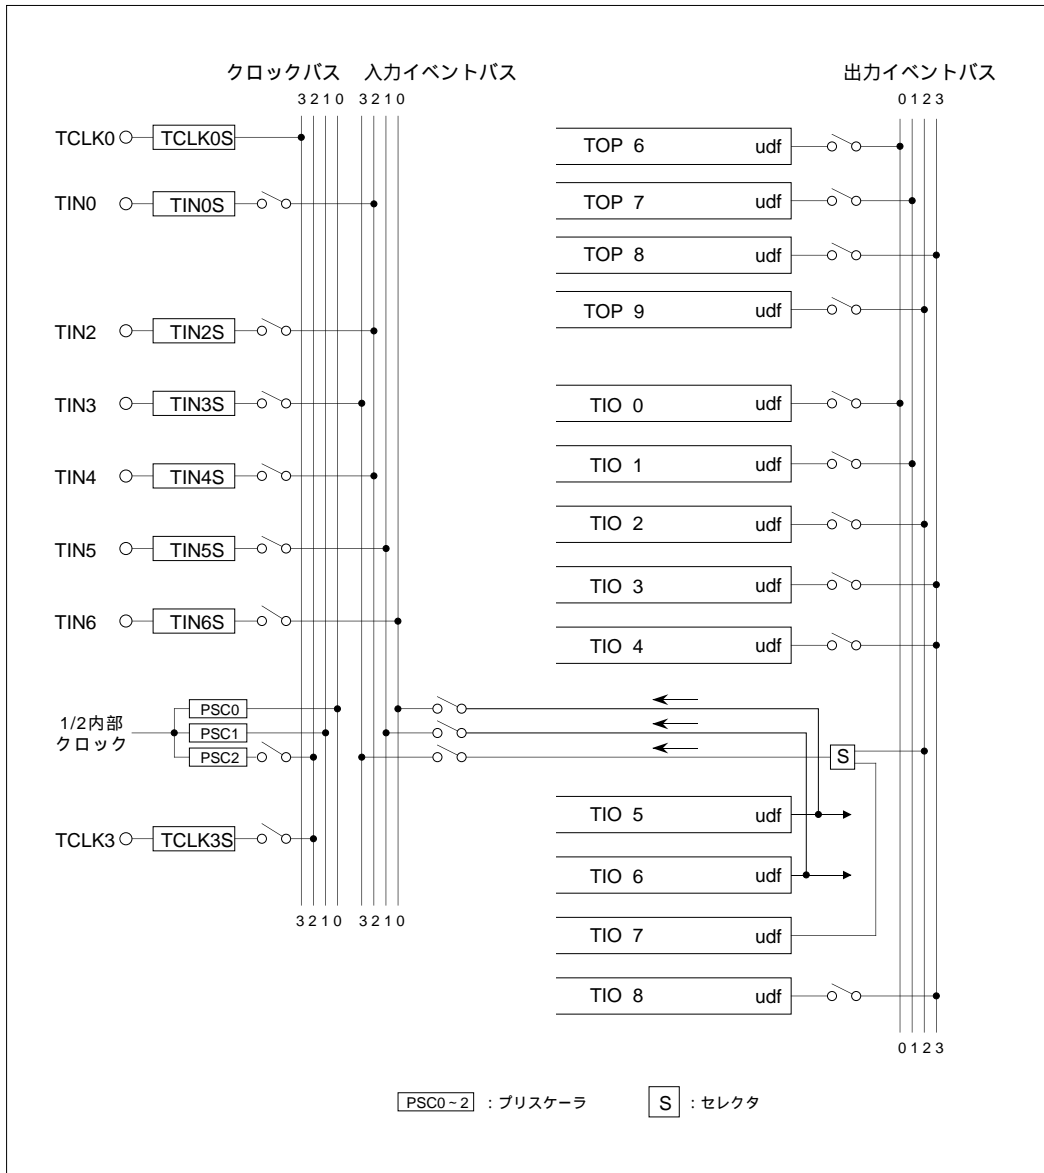 クロックバス 入力イベントバス 出力イベントバス
3 2 1 0 3 2 1 0 0 1 2 3
TCLK0 TCLK0S
TOP 6 udf
TIN0 TIN0S
TOP 7 udf
TOP 8 udf
TOP 9 udf
TIN2 TIN2S
TIN3 TIN3S
TIO 0 udf
TIN4 TIN4S
TIO 1 udf
TIO 2 udf
TIN5 TIN5S
TIO 3 udf
TIN6 TIN6S
TIO 4 udf
1/2内部
クロック
PSC0
PSC1
PSC2
S
TIO 5 udf
TCLK3 TCLK3S
TIO 6 udf
3 2 1 0 3 2 1 0
TIO 7 udf
TIO 8 udf
0 1 2 3
PSC0~2 : プリスケーラ S : セレクタ